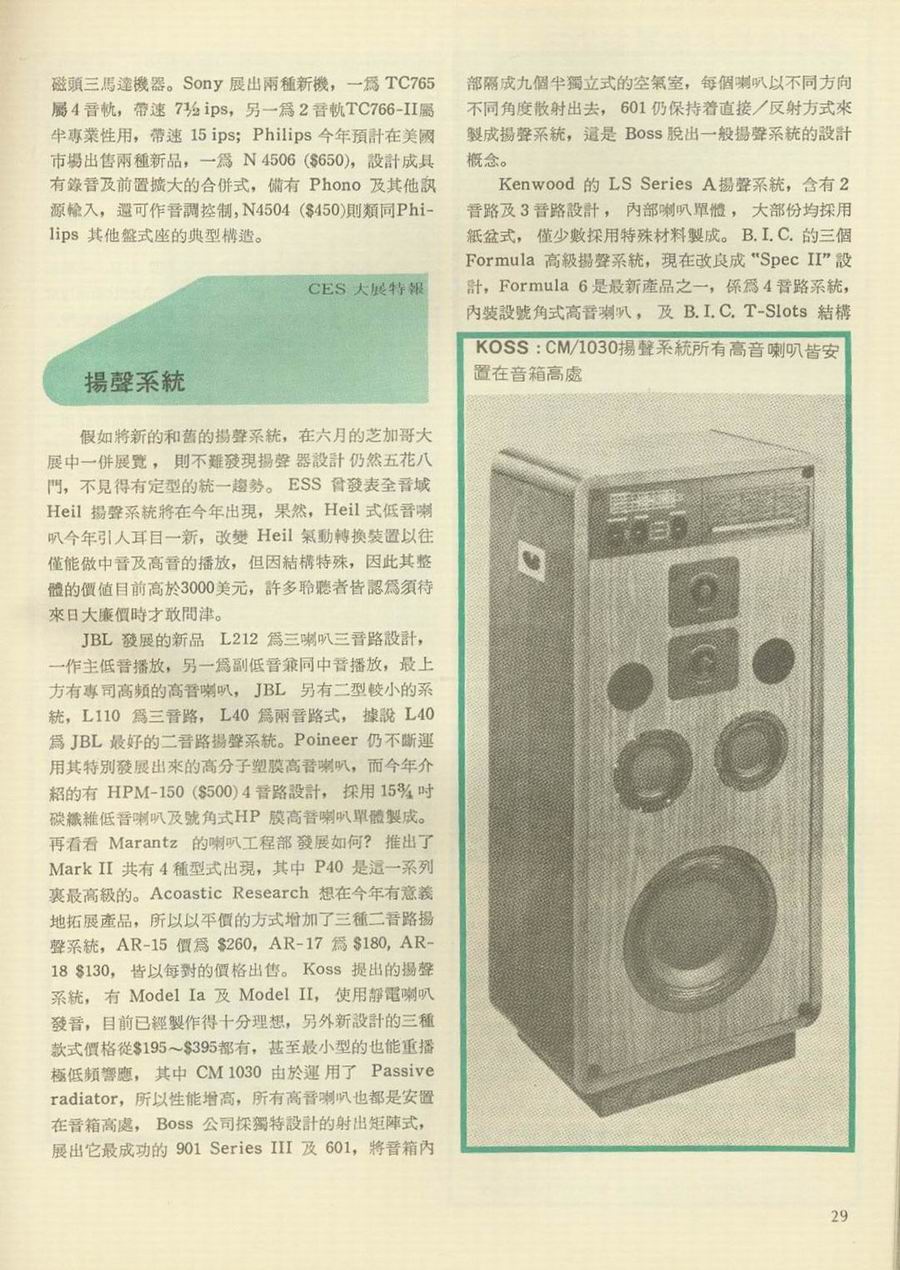 磁頭三馬達機器。Sony 展出兩種新機，一爲 TC765
屬4音軌，帶速 7½ ips，另一爲2音軌TC766-II屬
半專業性用，帶速 15 ips; Philips 今年預計在美國
市場出售兩種新品，一爲 N 4506 ($650)，設計成具
有錄音及前置擴大的合併式，備有 Phono 及其他訊
源輸入，還可作音調控制，N4504 ($450)則類同Phi-
lips 其他盤式座的典型構造。
CES 大展特報
揚聲系統
假如將新的和舊的揚聲系統，在六月的芝加哥大
展中一併展覽，則不難發現揚聲器設計仍然五花八
門，不見得有定型的統一趨勢。 ESS 曾發表全音域
Heil 揚聲系統將在今年出現，果然，Heil 式低音喇
叭今年引人耳目一新，改變 Heil 氣動轉換裝置以往
僅能做中音及高音的播放，但因結構特殊，因此其整
體的價値目前高於3000美元，許多聆聽者皆認爲須待
來日大廉價時才敢問津。
JBL 發展的新品 L212 爲三喇叭三音路設計，
一作主低音播放，另一爲副低音兼同中音播放，最上
方有專司高頻的高音喇叭， JBL 另有二型較小的系
統，L110 爲三音路， L40 爲兩音路式， 據說 L40
爲 JBL 最好的二音路揚聲系統。Poineer 仍不斷運
用其特別發展出來的高分子塑膜高音喇叭，而今年介
紹的有 HPM-150 ($500) 4音路設計， 採用 15¾ 吋
碳纖維低音喇叭及號角式HP 膜高音喇叭單體製成。
再看看 Marantz 的喇叭工程部發展如何? 推出了
Mark II 共有4種型式出現，其中 P40 是這一系列
裏最高級的。Acoastic Research 想在今年有意義
地拓展產品，所以以平價的方式增加了三種二音路揚
聲系統，AR-15 價爲 $260，AR-17 爲 $180, AR-
18 $130， 皆以每對的價格出售。 Koss 提出的揚聲
系統， 有 Model Ia 及 Model II， 使用靜電喇叭
發音，目前已經製作得十分理想，另外新設計的三種
款式價格從$195～$395都有，甚至最小型的也能重播
極低頻響應， 其中 CM 1030 由於運用了 Passive
radiator，所以性能增高，所有高音喇叭也都是安置
在音箱高處， Boss 公司採獨特設計的射出矩陣式，
展出它最成功的 901 Series III 及 601，將音箱內
部隔成九個半獨立式的空氣室，每個喇叭以不同方向
不同角度散射出去， 601 仍保持着直接／反射方式來
製成揚聲系統，這是 Boss 脫出一般揚聲系統的設計
概念。
Kenwood 的 LS Series A揚聲系統，含有2
音路及3音路設計， 內部喇叭單體， 大部份均採用
紙盆式， 僅少數採用特殊材料製成。 B. I. C. 的三個
Formula 高級揚聲系統，現在改良成 “Spec II” 設
計，Formula 6是最新產品之一，係爲4音路系統，
內裝設號角式高音喇叭， 及 B. I. C. T-Slots 結構
KOSS：CM/1030揚聲系統所有高音喇叭皆安
置在音箱高處
29